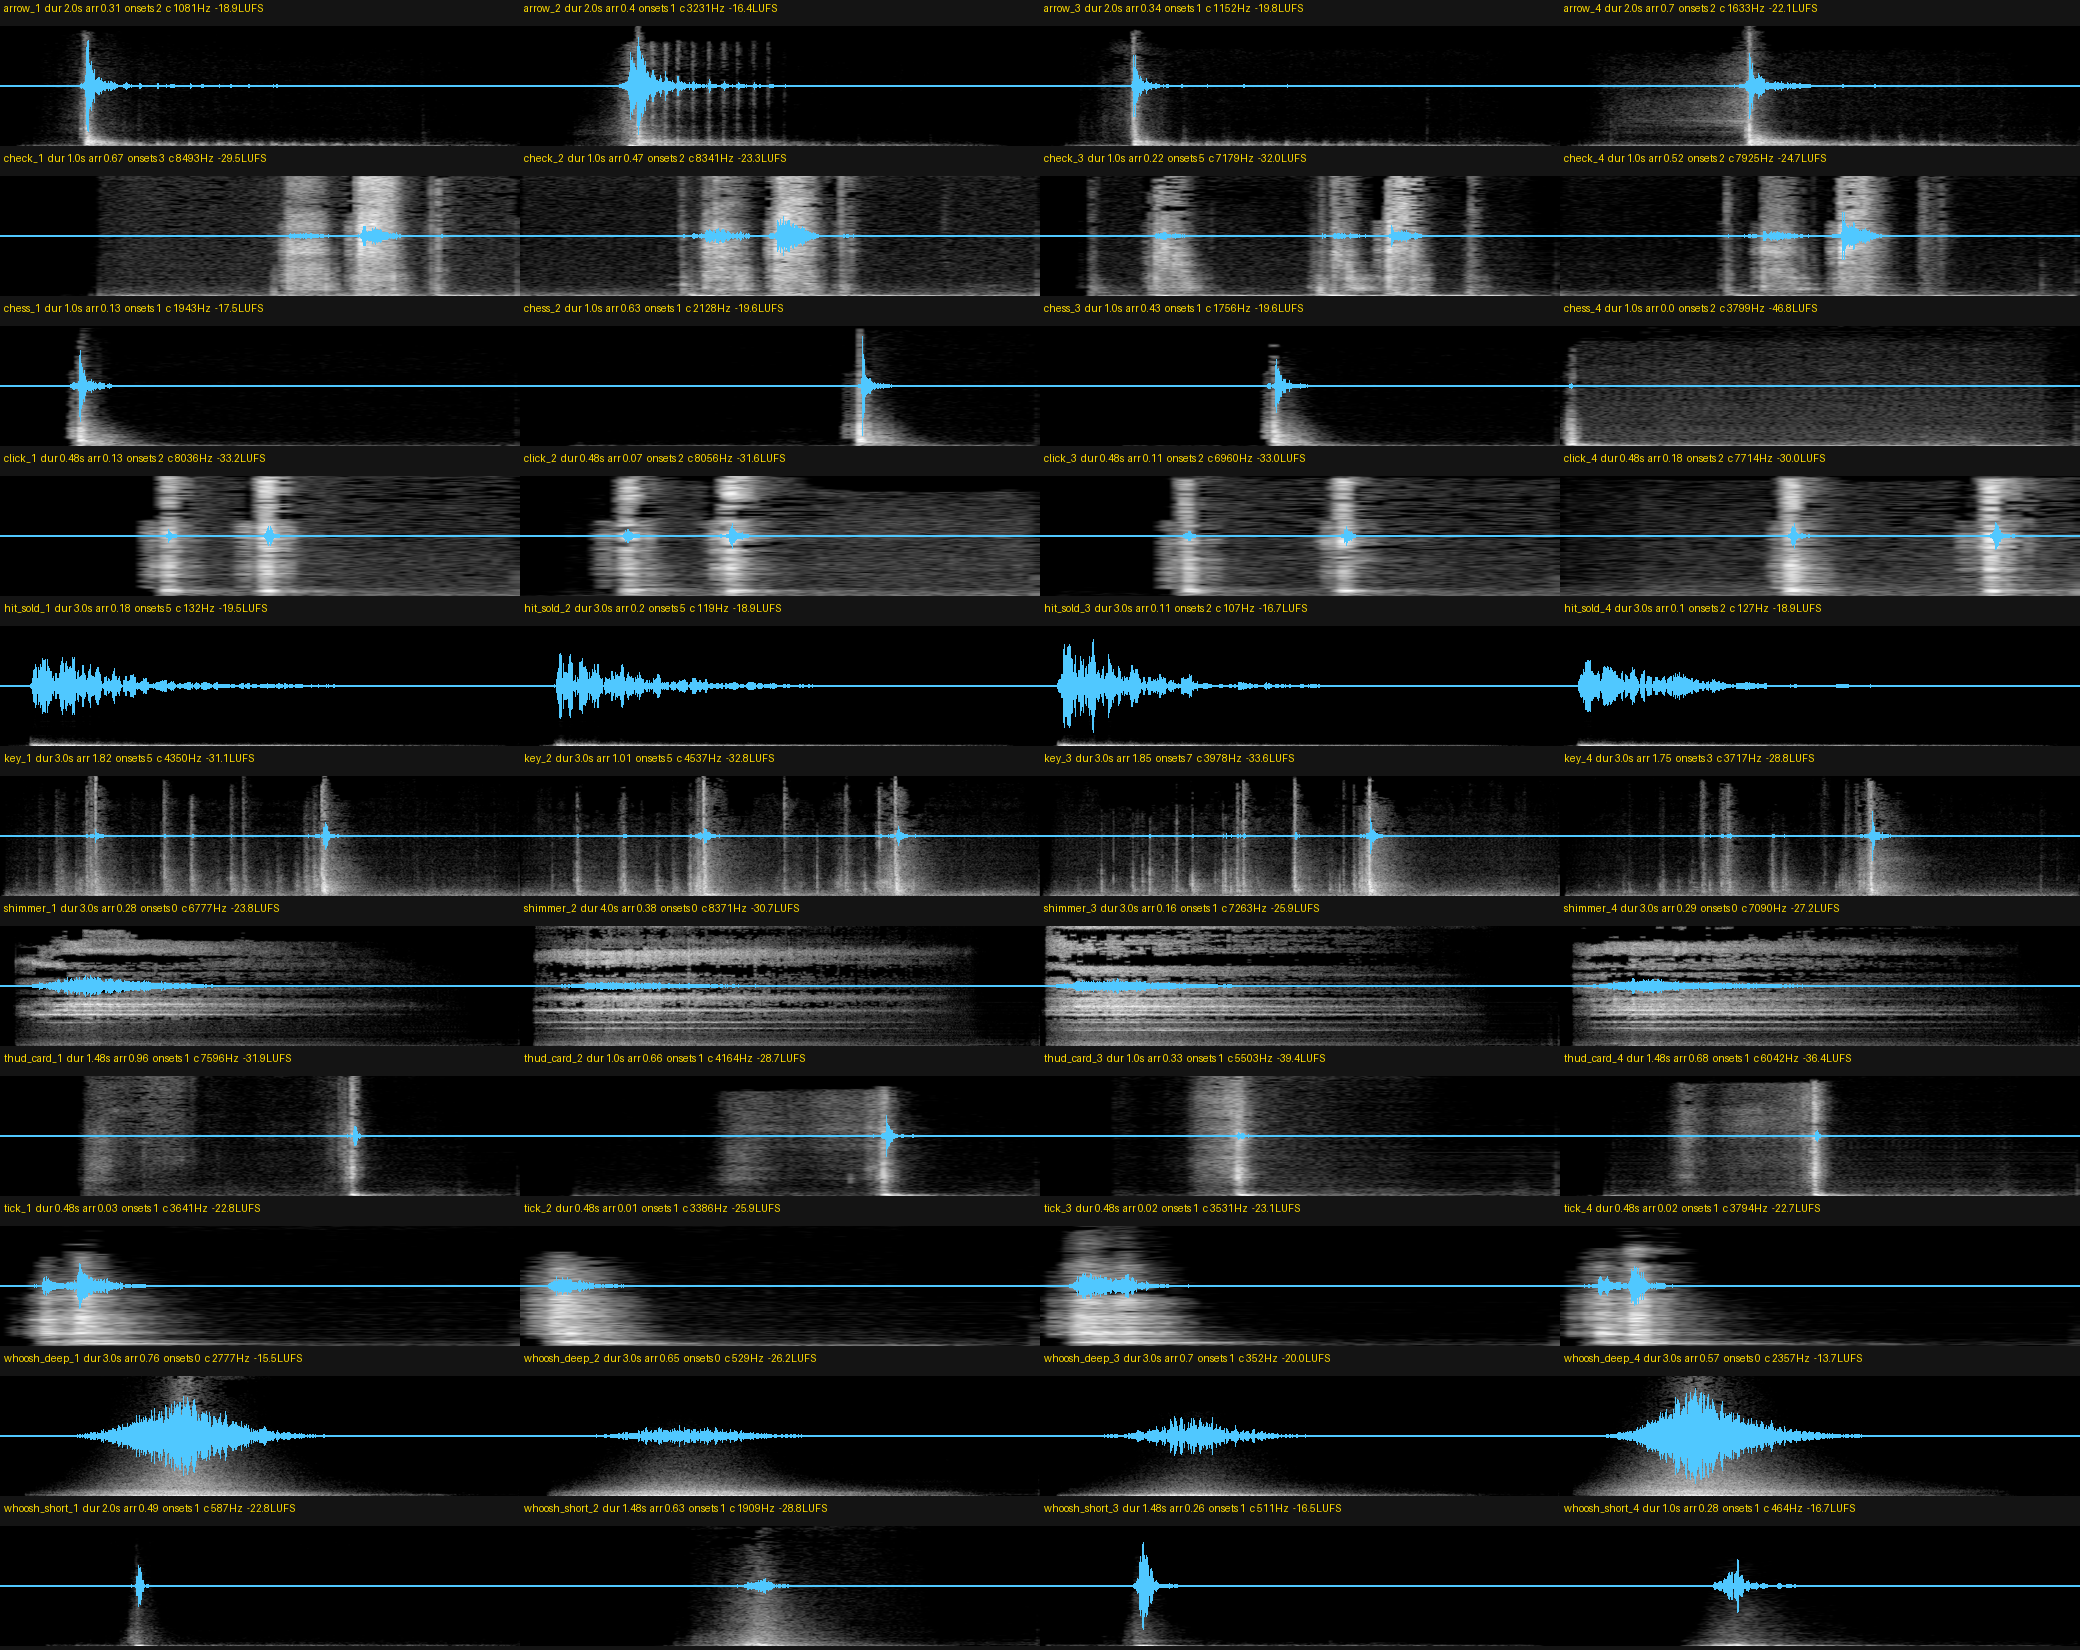 arrow_1 dur 2.0s arr 0.31 onsets 2 c 1081Hz -18.9LUFS
arrow_2 dur 2.0s arr 0.4 onsets 1 c 3231Hz -16.4LUFS
arrow_3 dur 2.0s arr 0.34 onsets 1 c 1152Hz -19.8LUFS
arrow_4 dur 2.0s arr 0.7 onsets 2 c 1633Hz -22.1LUFS
check_1 dur 1.0s arr 0.67 onsets 3 c 8493Hz -29.5LUFS
check_2 dur 1.0s arr 0.47 onsets 2 c 8341Hz -23.3LUFS
check_3 dur 1.0s arr 0.22 onsets 5 c 7179Hz -32.0LUFS
check_4 dur 1.0s arr 0.52 onsets 2 c 7925Hz -24.7LUFS
chess_1 dur 1.0s arr 0.13 onsets 1 c 1943Hz -17.5LUFS
chess_2 dur 1.0s arr 0.63 onsets 1 c 2128Hz -19.6LUFS
chess_3 dur 1.0s arr 0.43 onsets 1 c 1756Hz -19.6LUFS
chess_4 dur 1.0s arr 0.0 onsets 2 c 3799Hz -46.8LUFS
click_1 dur 0.48s arr 0.13 onsets 2 c 8036Hz -33.2LUFS
click_2 dur 0.48s arr 0.07 onsets 2 c 8056Hz -31.6LUFS
click_3 dur 0.48s arr 0.11 onsets 2 c 6960Hz -33.0LUFS
click_4 dur 0.48s arr 0.18 onsets 2 c 7714Hz -30.0LUFS
hit_sold_1 dur 3.0s arr 0.18 onsets 5 c 132Hz -19.5LUFS
hit_sold_2 dur 3.0s arr 0.2 onsets 5 c 119Hz -18.9LUFS
hit_sold_3 dur 3.0s arr 0.11 onsets 2 c 107Hz -16.7LUFS
hit_sold_4 dur 3.0s arr 0.1 onsets 2 c 127Hz -18.9LUFS
key_1 dur 3.0s arr 1.82 onsets 5 c 4350Hz -31.1LUFS
key_2 dur 3.0s arr 1.01 onsets 5 c 4537Hz -32.8LUFS
key_3 dur 3.0s arr 1.85 onsets 7 c 3978Hz -33.6LUFS
key_4 dur 3.0s arr 1.75 onsets 3 c 3717Hz -28.8LUFS
shimmer_1 dur 3.0s arr 0.28 onsets 0 c 6777Hz -23.8LUFS
shimmer_2 dur 4.0s arr 0.38 onsets 0 c 8371Hz -30.7LUFS
shimmer_3 dur 3.0s arr 0.16 onsets 1 c 7263Hz -25.9LUFS
shimmer_4 dur 3.0s arr 0.29 onsets 0 c 7090Hz -27.2LUFS
thud_card_1 dur 1.48s arr 0.96 onsets 1 c 7596Hz -31.9LUFS
thud_card_2 dur 1.0s arr 0.66 onsets 1 c 4164Hz -28.7LUFS
thud_card_3 dur 1.0s arr 0.33 onsets 1 c 5503Hz -39.4LUFS
thud_card_4 dur 1.48s arr 0.68 onsets 1 c 6042Hz -36.4LUFS
tick_1 dur 0.48s arr 0.03 onsets 1 c 3641Hz -22.8LUFS
tick_2 dur 0.48s arr 0.01 onsets 1 c 3386Hz -25.9LUFS
tick_3 dur 0.48s arr 0.02 onsets 1 c 3531Hz -23.1LUFS
tick_4 dur 0.48s arr 0.02 onsets 1 c 3794Hz -22.7LUFS
whoosh_deep_1 dur 3.0s arr 0.76 onsets 0 c 2777Hz -15.5LUFS
whoosh_deep_2 dur 3.0s arr 0.65 onsets 0 c 529Hz -26.2LUFS
whoosh_deep_3 dur 3.0s arr 0.7 onsets 1 c 352Hz -20.0LUFS
whoosh_deep_4 dur 3.0s arr 0.57 onsets 0 c 2357Hz -13.7LUFS
whoosh_short_1 dur 2.0s arr 0.49 onsets 1 c 587Hz -22.8LUFS
whoosh_short_2 dur 1.48s arr 0.63 onsets 1 c 1909Hz -28.8LUFS
whoosh_short_3 dur 1.48s arr 0.26 onsets 1 c 511Hz -16.5LUFS
whoosh_short_4 dur 1.0s arr 0.28 onsets 1 c 464Hz -16.7LUFS